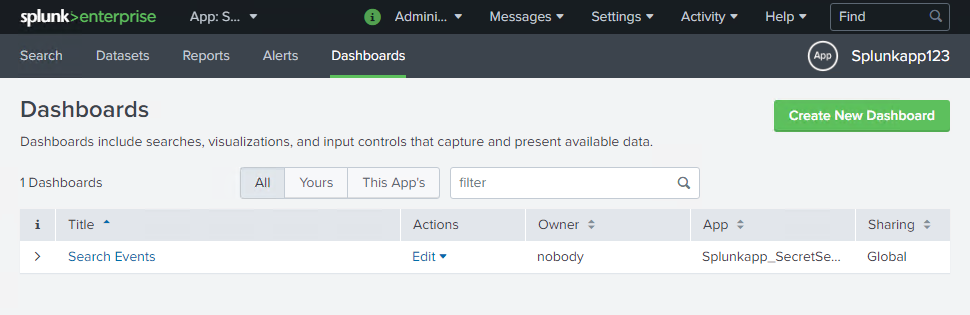 splunk>enterprise App: S... ▼ i Admini... ▼ Messages ▼ Settings ▼ Activity ▼ Help ▼ Find
Search Datasets Reports Alerts Dashboards App Splunkapp123
Dashboards
Create New Dashboard
Dashboards include searches, visualizations, and input controls that capture and present available data.
1 Dashboards All Yours This App's filter
i Title Actions Owner App Sharing
> Search Events Edit ▼ nobody Splunkapp_SecretSe... Global